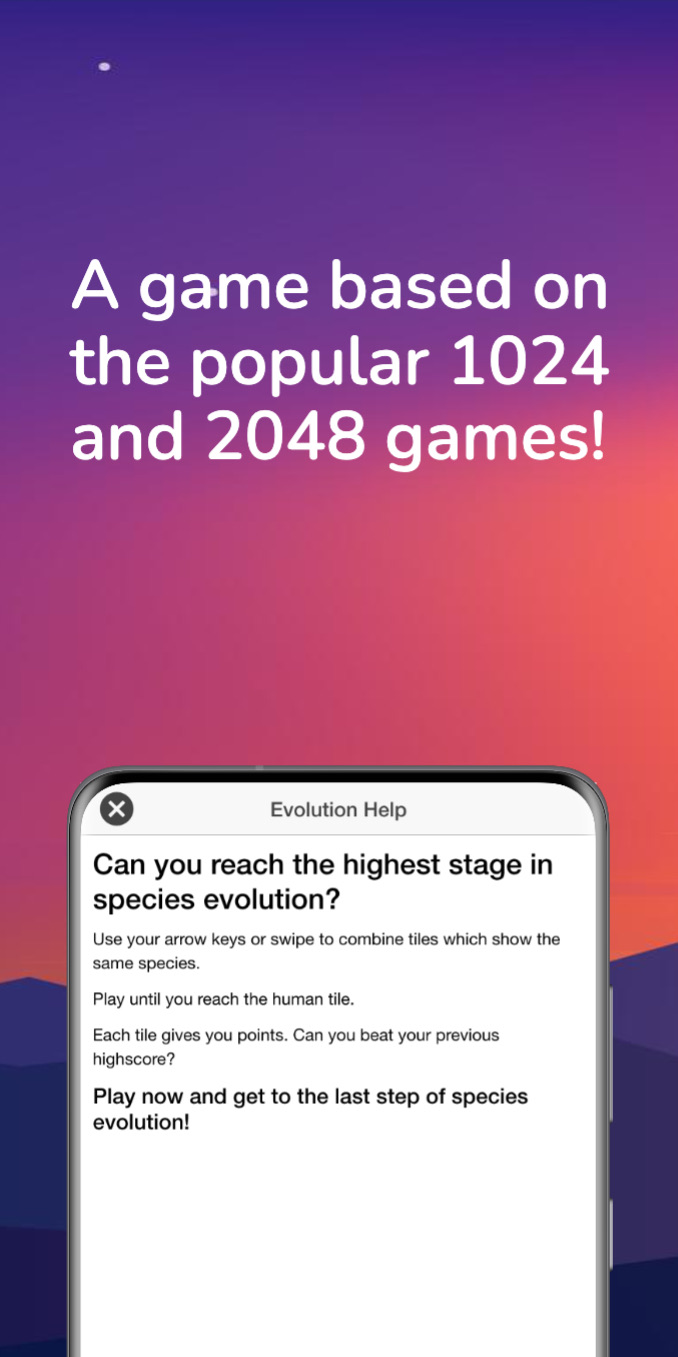 A game based on
the popular 1024
and 2048 games!
Evolution Help
Can you reach the highest stage in
species evolution?
Use your arrow keys or swipe to combine tiles which show the
same species.
Play until you reach the human tile.
Each tile gives you points. Can you beat your previous
highscore?
Play now and get to the last step of species
evolution!